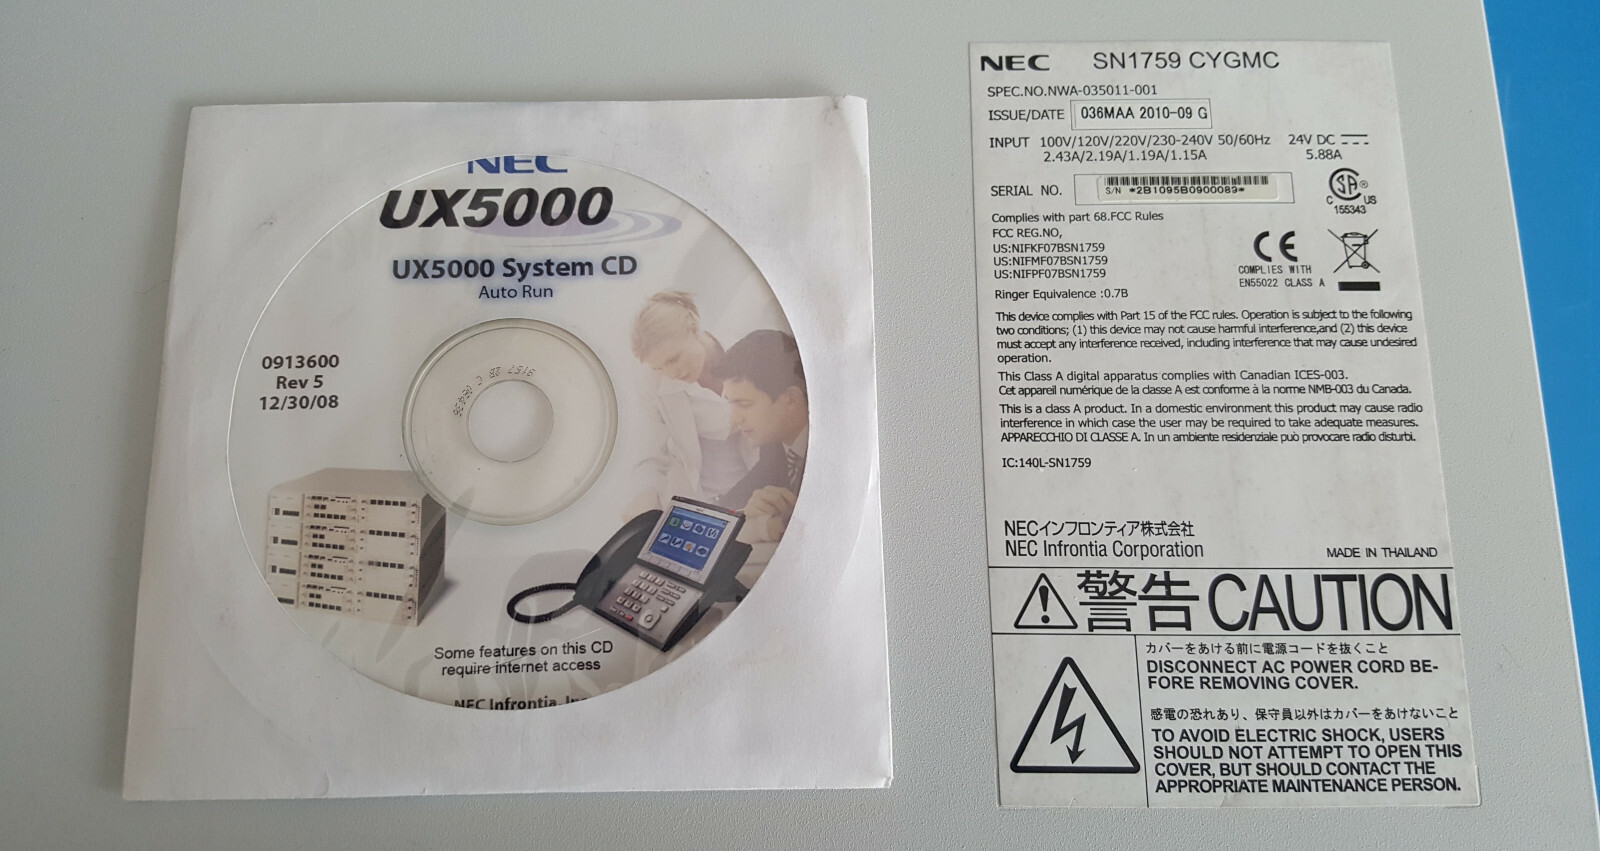 NEC
UX5000
UX5000 System CD
Auto Run
0913600
Rev 5
12/30/08
Some features on this CD
require internet access
NEC Infrontia,
NEC SN1759 CYGMC
SPEC.NO.NWA-035011-001
ISSUE/DATE 036MAA 2010-09 G
INPUT 100V/120V/220V/230-240V 50/60Hz 24V DC
2.43A/2.19A/1.19A/1.15A 5.88A
SERIAL NO. S/N *2B1095B0900089*
CSA® C US
155343
Complies with part 68.FCC Rules
FCC REG.NO,
US:NIFKF07BSN1759
US:NIFMF07BSN1759
US:NIFPF07BSN1759
Ringer Equivalence :0.7B
CE
COMPLIES WITH
EN55022 CLASS A
This device complies with Part 15 of the FCC rules. Operation is subject to the following
two conditions; (1) this device may not cause harmful interference,and (2) this device
must accept any interference received, including interference that may cause undesired
operation.
This Class A digital apparatus complies with Canadian ICES-003.
Cet appareil numérique de la classe A est conforme à la norme NMB-003 du Canada.
This is a class A product. In a domestic environment this product may cause radio
interference in which case the user may be required to take adequate measures.
APPARECCHIO DI CLASSE A. In un ambiente residenziale può provocare radio disturbi.
IC:140L-SN1759
NECインフロンティア株式会社
NEC Infrontia Corporation MADE IN THAILAND
警告 CAUTION
カバーをあける前に電源コードを抜くこと
DISCONNECT AC POWER CORD BE-
FORE REMOVING COVER.
感電の恐れあり、保守員以外はカバーをあけないこと
TO AVOID ELECTRIC SHOCK, USERS
SHOULD NOT ATTEMPT TO OPEN THIS
COVER, BUT SHOULD CONTACT THE
APPROPRIATE MAINTENANCE PERSON.